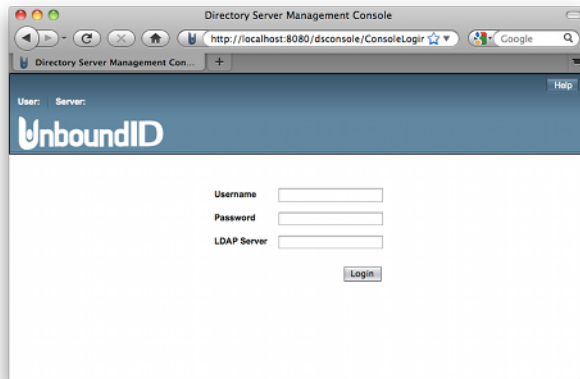 Directory Server Management Console
http://localhost:8080/dsconsole/ConsoleLogin
Google
Directory Server Management Con...
Help
User: Server:
UnboundID
Username
Password
LDAP Server
Login